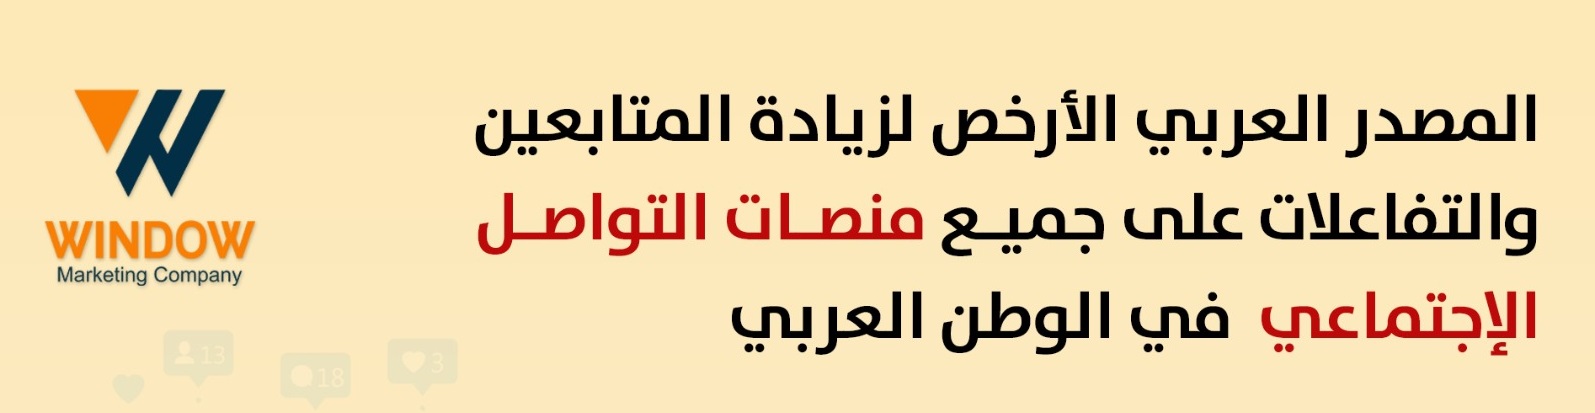 المصدر العربي الأرخص لزيادة المتابعين
والتفاعلات على جميـع منصـات التواصـل
الإجتماعي في الوطن العربي
WINDOW
Marketing Company
13
18
3